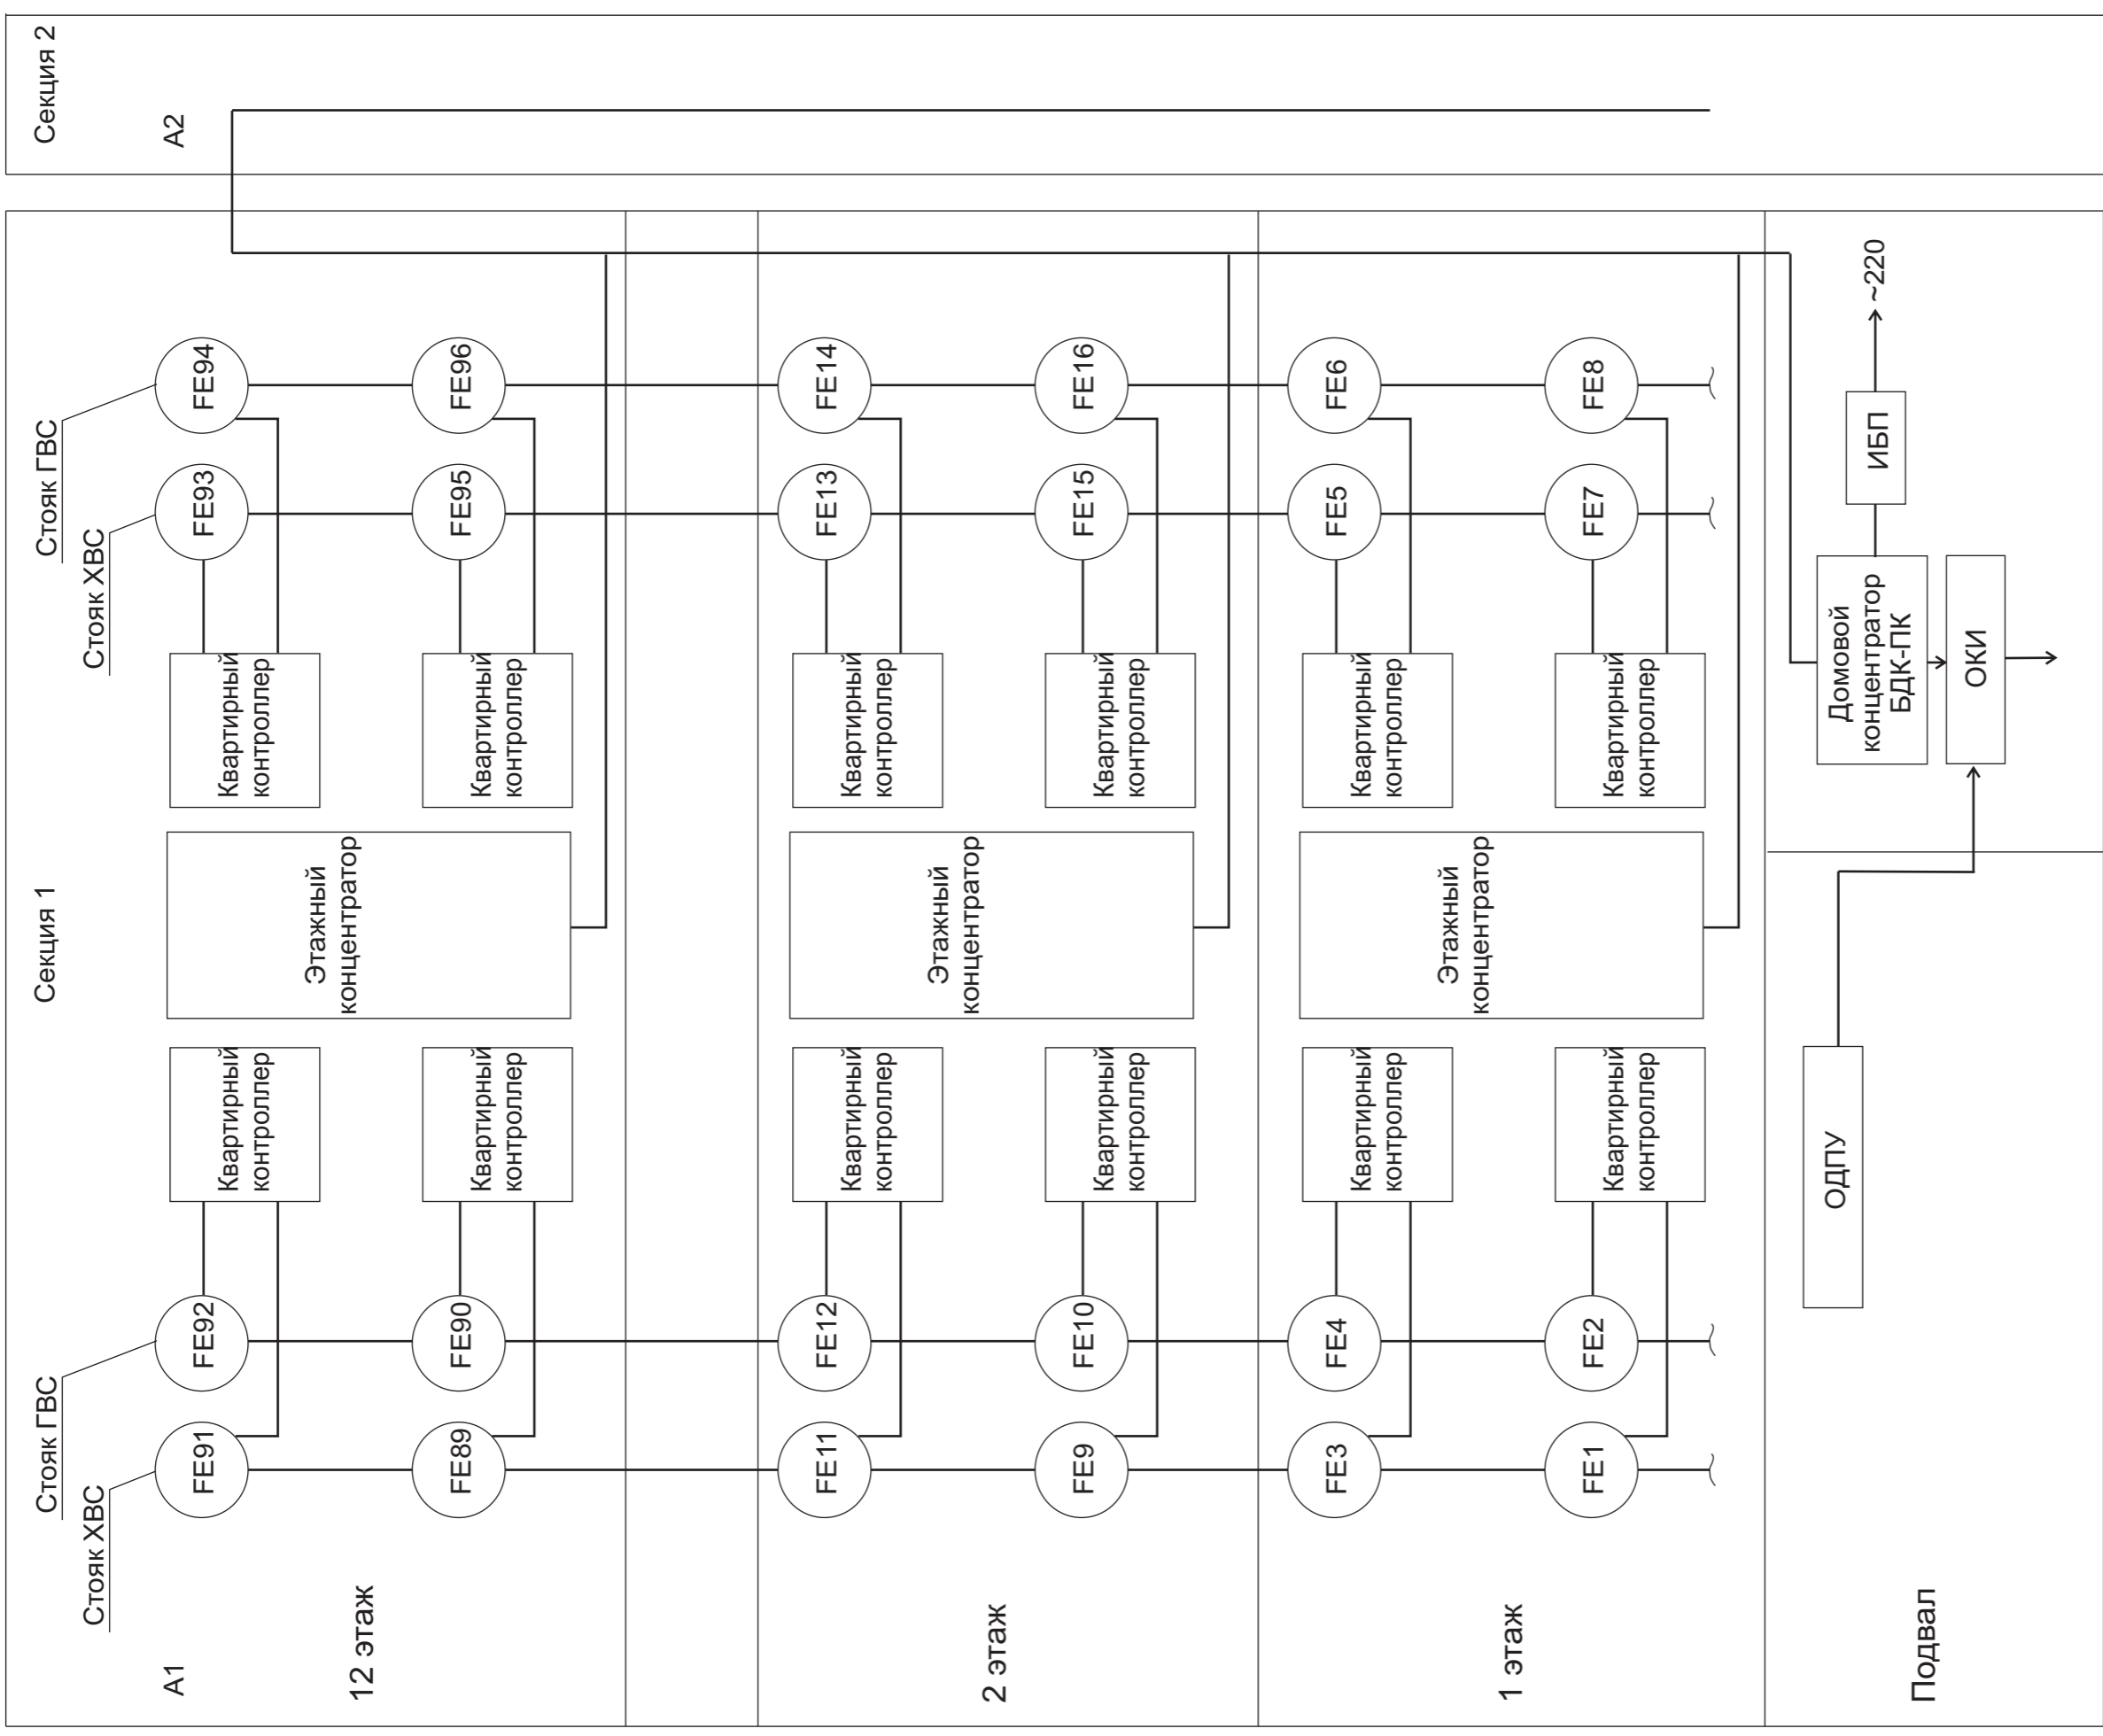 Секция 1
Секция 2
Стояк ГВС
Стояк ГВС
Стояк ХВС
Стояк ХВС
А1
А2
FE91
FE92
Квартирный
контроллер
Квартирный
контроллер
FE93
FE94
12 этаж
Этажный
концентратор
FE89
FE90
Квартирный
контроллер
Квартирный
контроллер
FE95
FE96
FE11
FE12
Квартирный
контроллер
Квартирный
контроллер
FE13
FE14
2 этаж
Этажный
концентратор
FE9
FE10
Квартирный
контроллер
Квартирный
контроллер
FE15
FE16
FE3
FE4
Квартирный
контроллер
Квартирный
контроллер
FE5
FE6
1 этаж
Этажный
концентратор
FE1
FE2
Квартирный
контроллер
Квартирный
контроллер
FE7
FE8
Подвал
ОДПУ
Домовой
концентратор
БДК-ПК
ИБП
~220
ОКИ